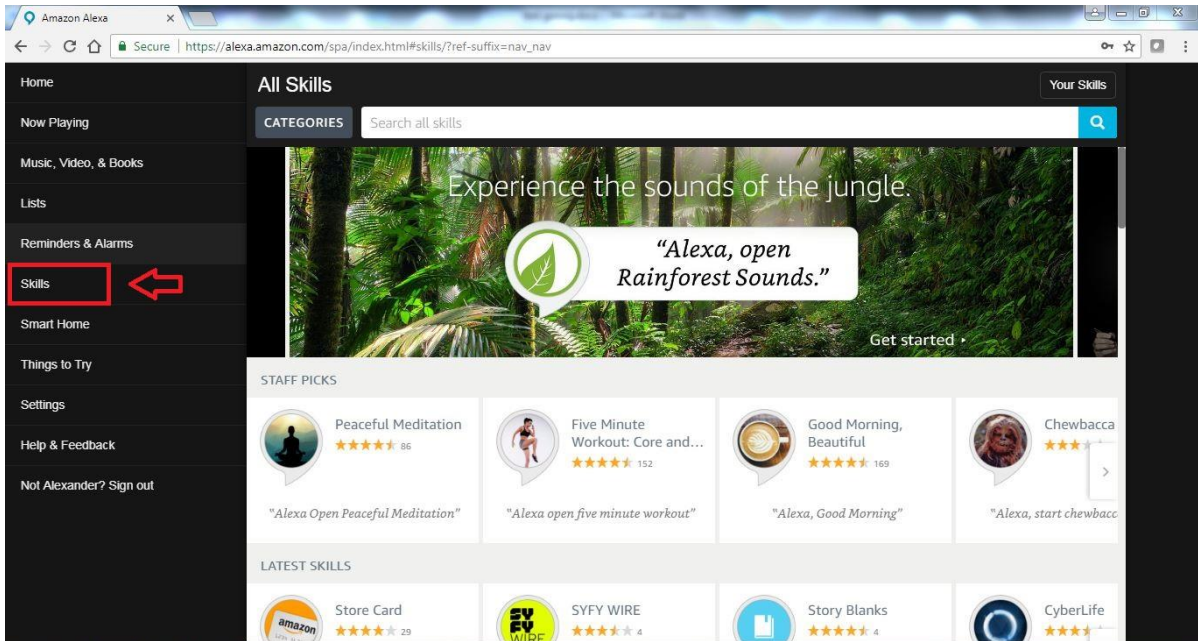 Amazon Alexa
Secure | https://alexa.amazon.com/spa/index.html#skills/?ref-suffix=nav_nav
Home
Now Playing
Music, Video, & Books
Lists
Reminders & Alarms
Skills
Smart Home
Things to Try
Settings
Help & Feedback
Not Alexander? Sign out
All Skills
Your Skills
CATEGORIES
Search all skills
Experience the sounds of the jungle.
“Alexa, open
Rainforest Sounds.”
Get started
STAFF PICKS
Peaceful Meditation
86
"Alexa Open Peaceful Meditation"
Five Minute
Workout: Core and...
152
"Alexa open five minute workout"
Good Morning,
Beautiful
169
"Alexa, Good Morning"
Chewbacca
"Alexa, start chewbacc
LATEST SKILLS
amazon
Store Card
29
SYFY
WIRE
SYFY WIRE
4
Story Blanks
4
CyberLife